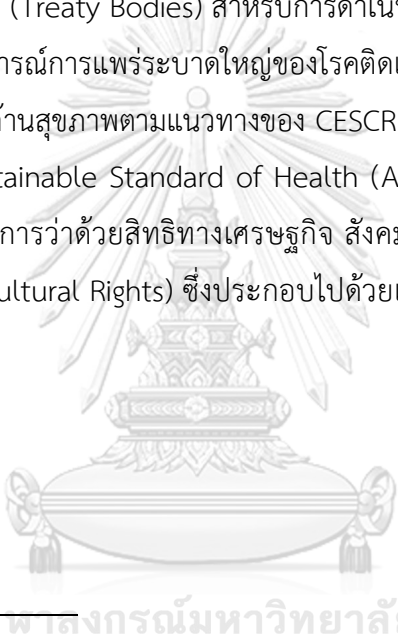 (Treaty Bodies) สำหรับการดำเนิน
ารณ์การแพร่ระบาดใหญ่ของโรคติดเ
ด้านสุขภาพตามแนวทางของ CESCR
tainable Standard of Health (A
การว่าด้วยสิทธิทางเศรษฐกิจ สังคม
ultural Rights) ซึ่งประกอบไปด้วยเ
พาลงกรณ์มหาวิทยาลัย